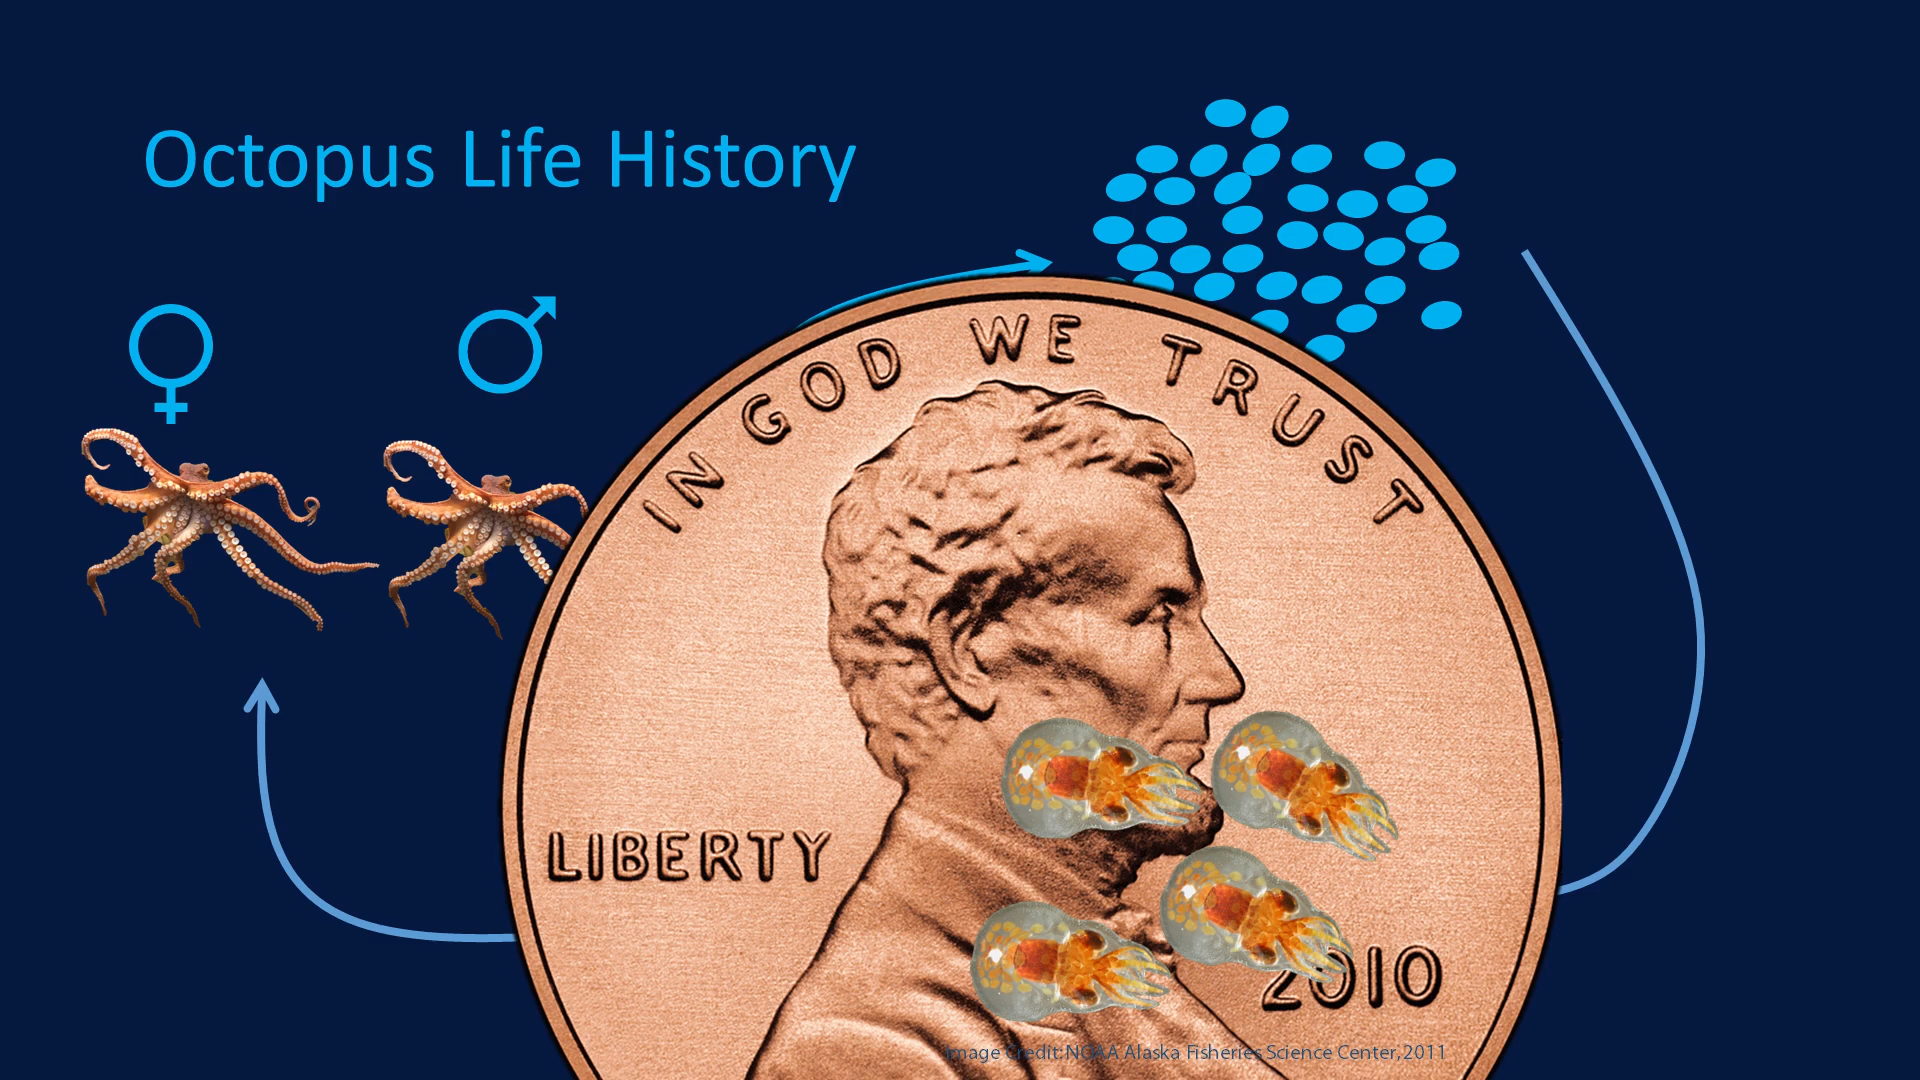 Octopus Life History
IN GOD WE TRUST
LIBERTY
2010
Image Credit: NOAA Alaska Fisheries Science Center, 2011